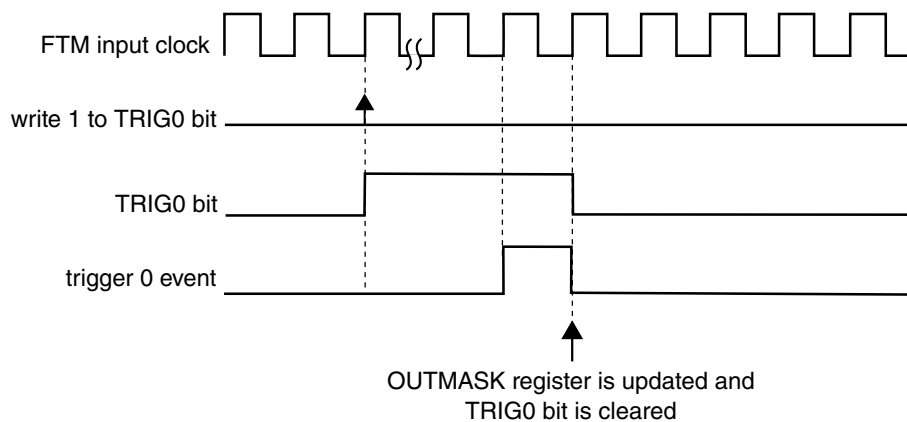 FTM input clock
write 1 to TRIG0 bit
TRIG0 bit
trigger 0 event
OUTMASK register is updated and
TRIG0 bit is cleared